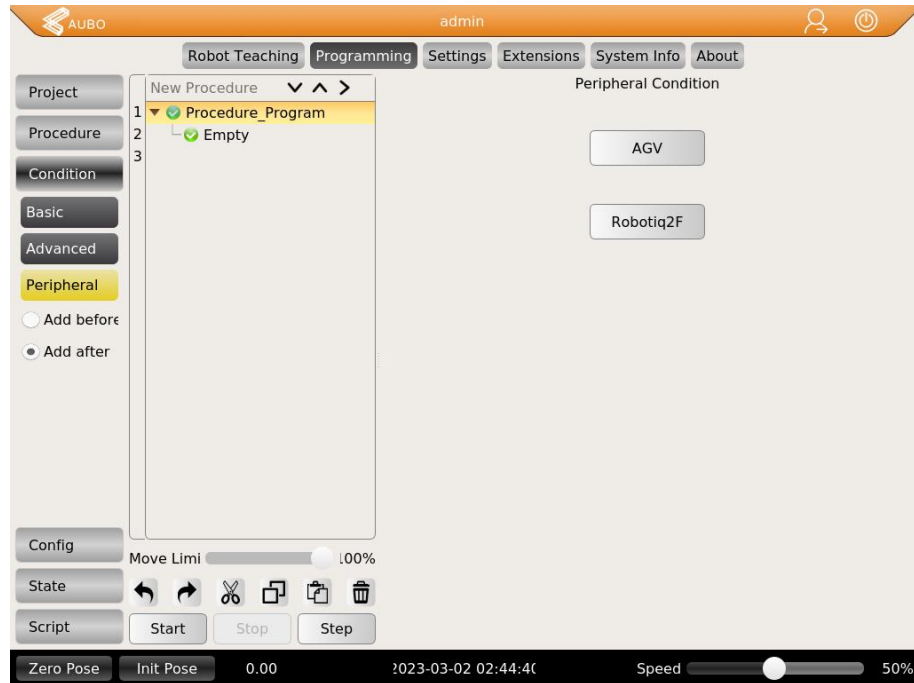 AUBO
admin
Robot Teaching Programming Settings Extensions System Info About
Project
Procedure
Condition
Basic
Advanced
Peripheral
Add before
Add after
New Procedure
1 Procedure_Program
2 Empty
3
Peripheral Condition
AGV
Robotiq2F
Config
State
Script
Move Limi 100%
Start Stop Step
Zero Pose Init Pose 0.00 2023-03-02 02:44:40 Speed 50%